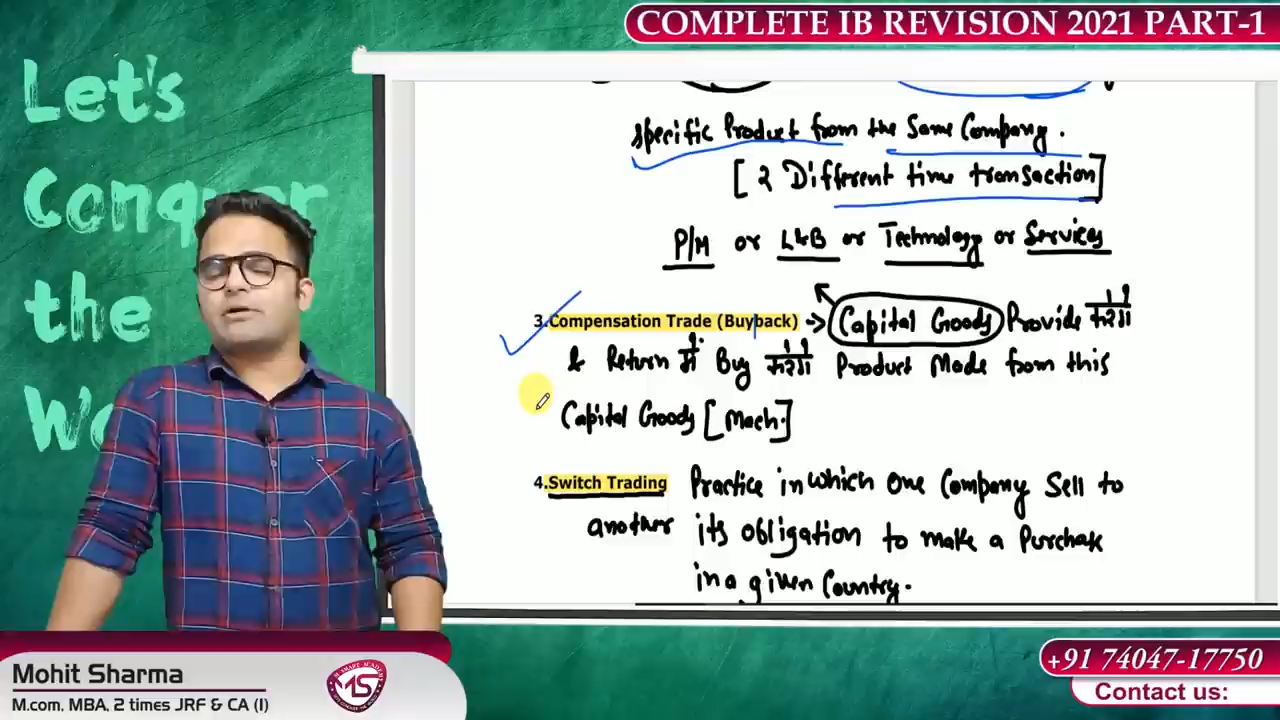 COMPLETE IB REVISION 2021 PART-1
Let's
Conquer
the
specific Product from the Same Company.
[2 Different time transaction]
P/M or L&B or Technology or Services
3.Compensation Trade (Buyback) → Capital Goods Provide करेगा
& Return में Buy करेगा Product Made from this
Capital Goods [Mach.]
4.Switch Trading Practice in which One Company Sell to
another its obligation to make a Purchase
in a given Country.
Mohit Sharma
M.com, MBA, 2 times JRF & CA (I)
MS
+91 74047-17750
Contact us: